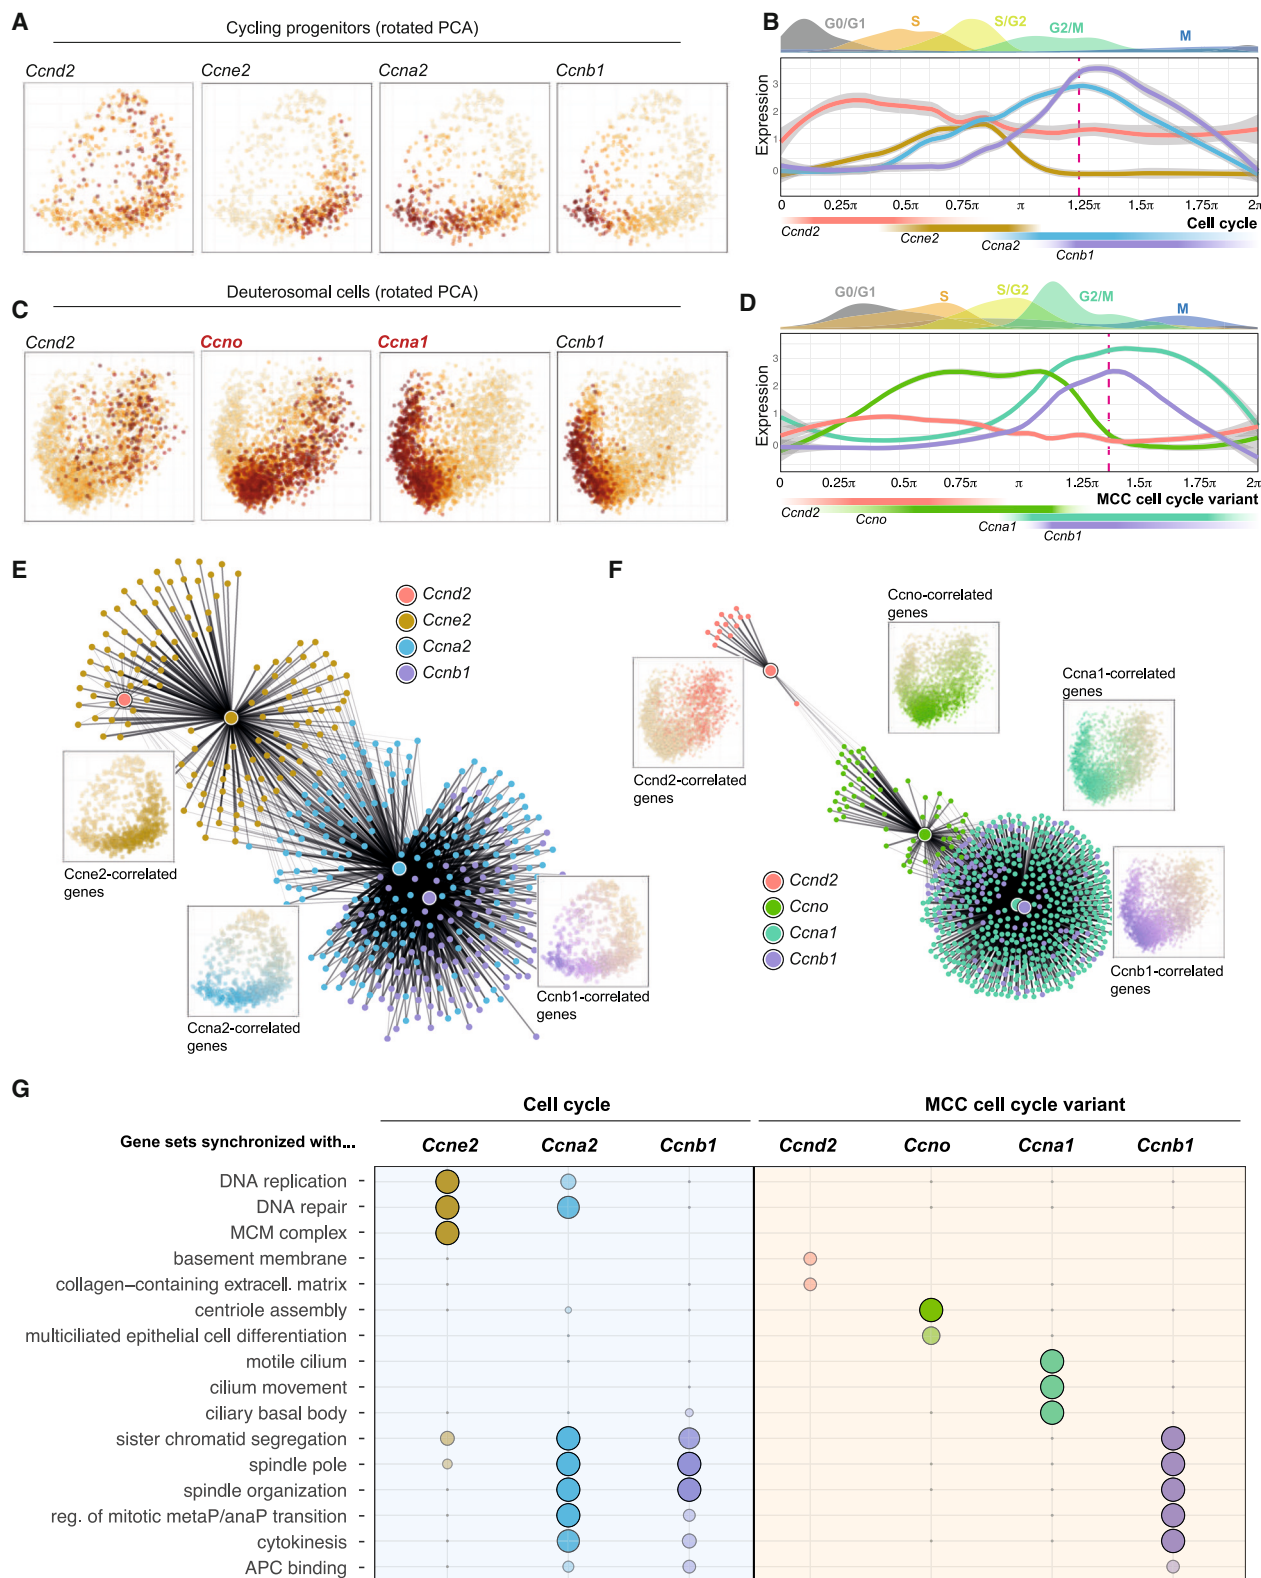 A
Cycling progenitors (rotated PCA)
Ccnd2 Ccne2 Ccna2 Ccnb1
B
G0/G1 S S/G2 G2/M M
Expression
3
2
1
0
0 0.25π 0.5π 0.75π π 1.25π 1.5π 1.75π 2π
Cell cycle
Ccnd2
Ccne2
Ccna2
Ccnb1
C
Deuterosomal cells (rotated PCA)
Ccnd2 Ccno Ccna1 Ccnb1
D
G0/G1 S S/G2 G2/M M
Expression
3
2
1
0
0 0.25π 0.5π 0.75π π 1.25π 1.5π 1.75π 2π
MCC cell cycle variant
Ccnd2
Ccno
Ccna1
Ccnb1
E
Ccnd2
Ccne2
Ccna2
Ccnb1
Ccne2-correlated
genes
Ccna2-correlated
genes
Ccnb1-correlated
genes
F
Ccno-correlated
genes
Ccna1-correlated
genes
Ccnd2-correlated
genes
Ccnd2
Ccno
Ccna1
Ccnb1
Ccnb1-correlated
genes
G
Cell cycle MCC cell cycle variant
Gene sets synchronized with... Ccne2 Ccna2 Ccnb1 Ccnd2 Ccno Ccna1 Ccnb1
DNA replication
DNA repair
MCM complex
basement membrane
collagen−containing extracell. matrix
centriole assembly
multiciliated epithelial cell differentiation
motile cilium
cilium movement
ciliary basal body
sister chromatid segregation
spindle pole
spindle organization
reg. of mitotic metaP/anaP transition
cytokinesis
APC binding